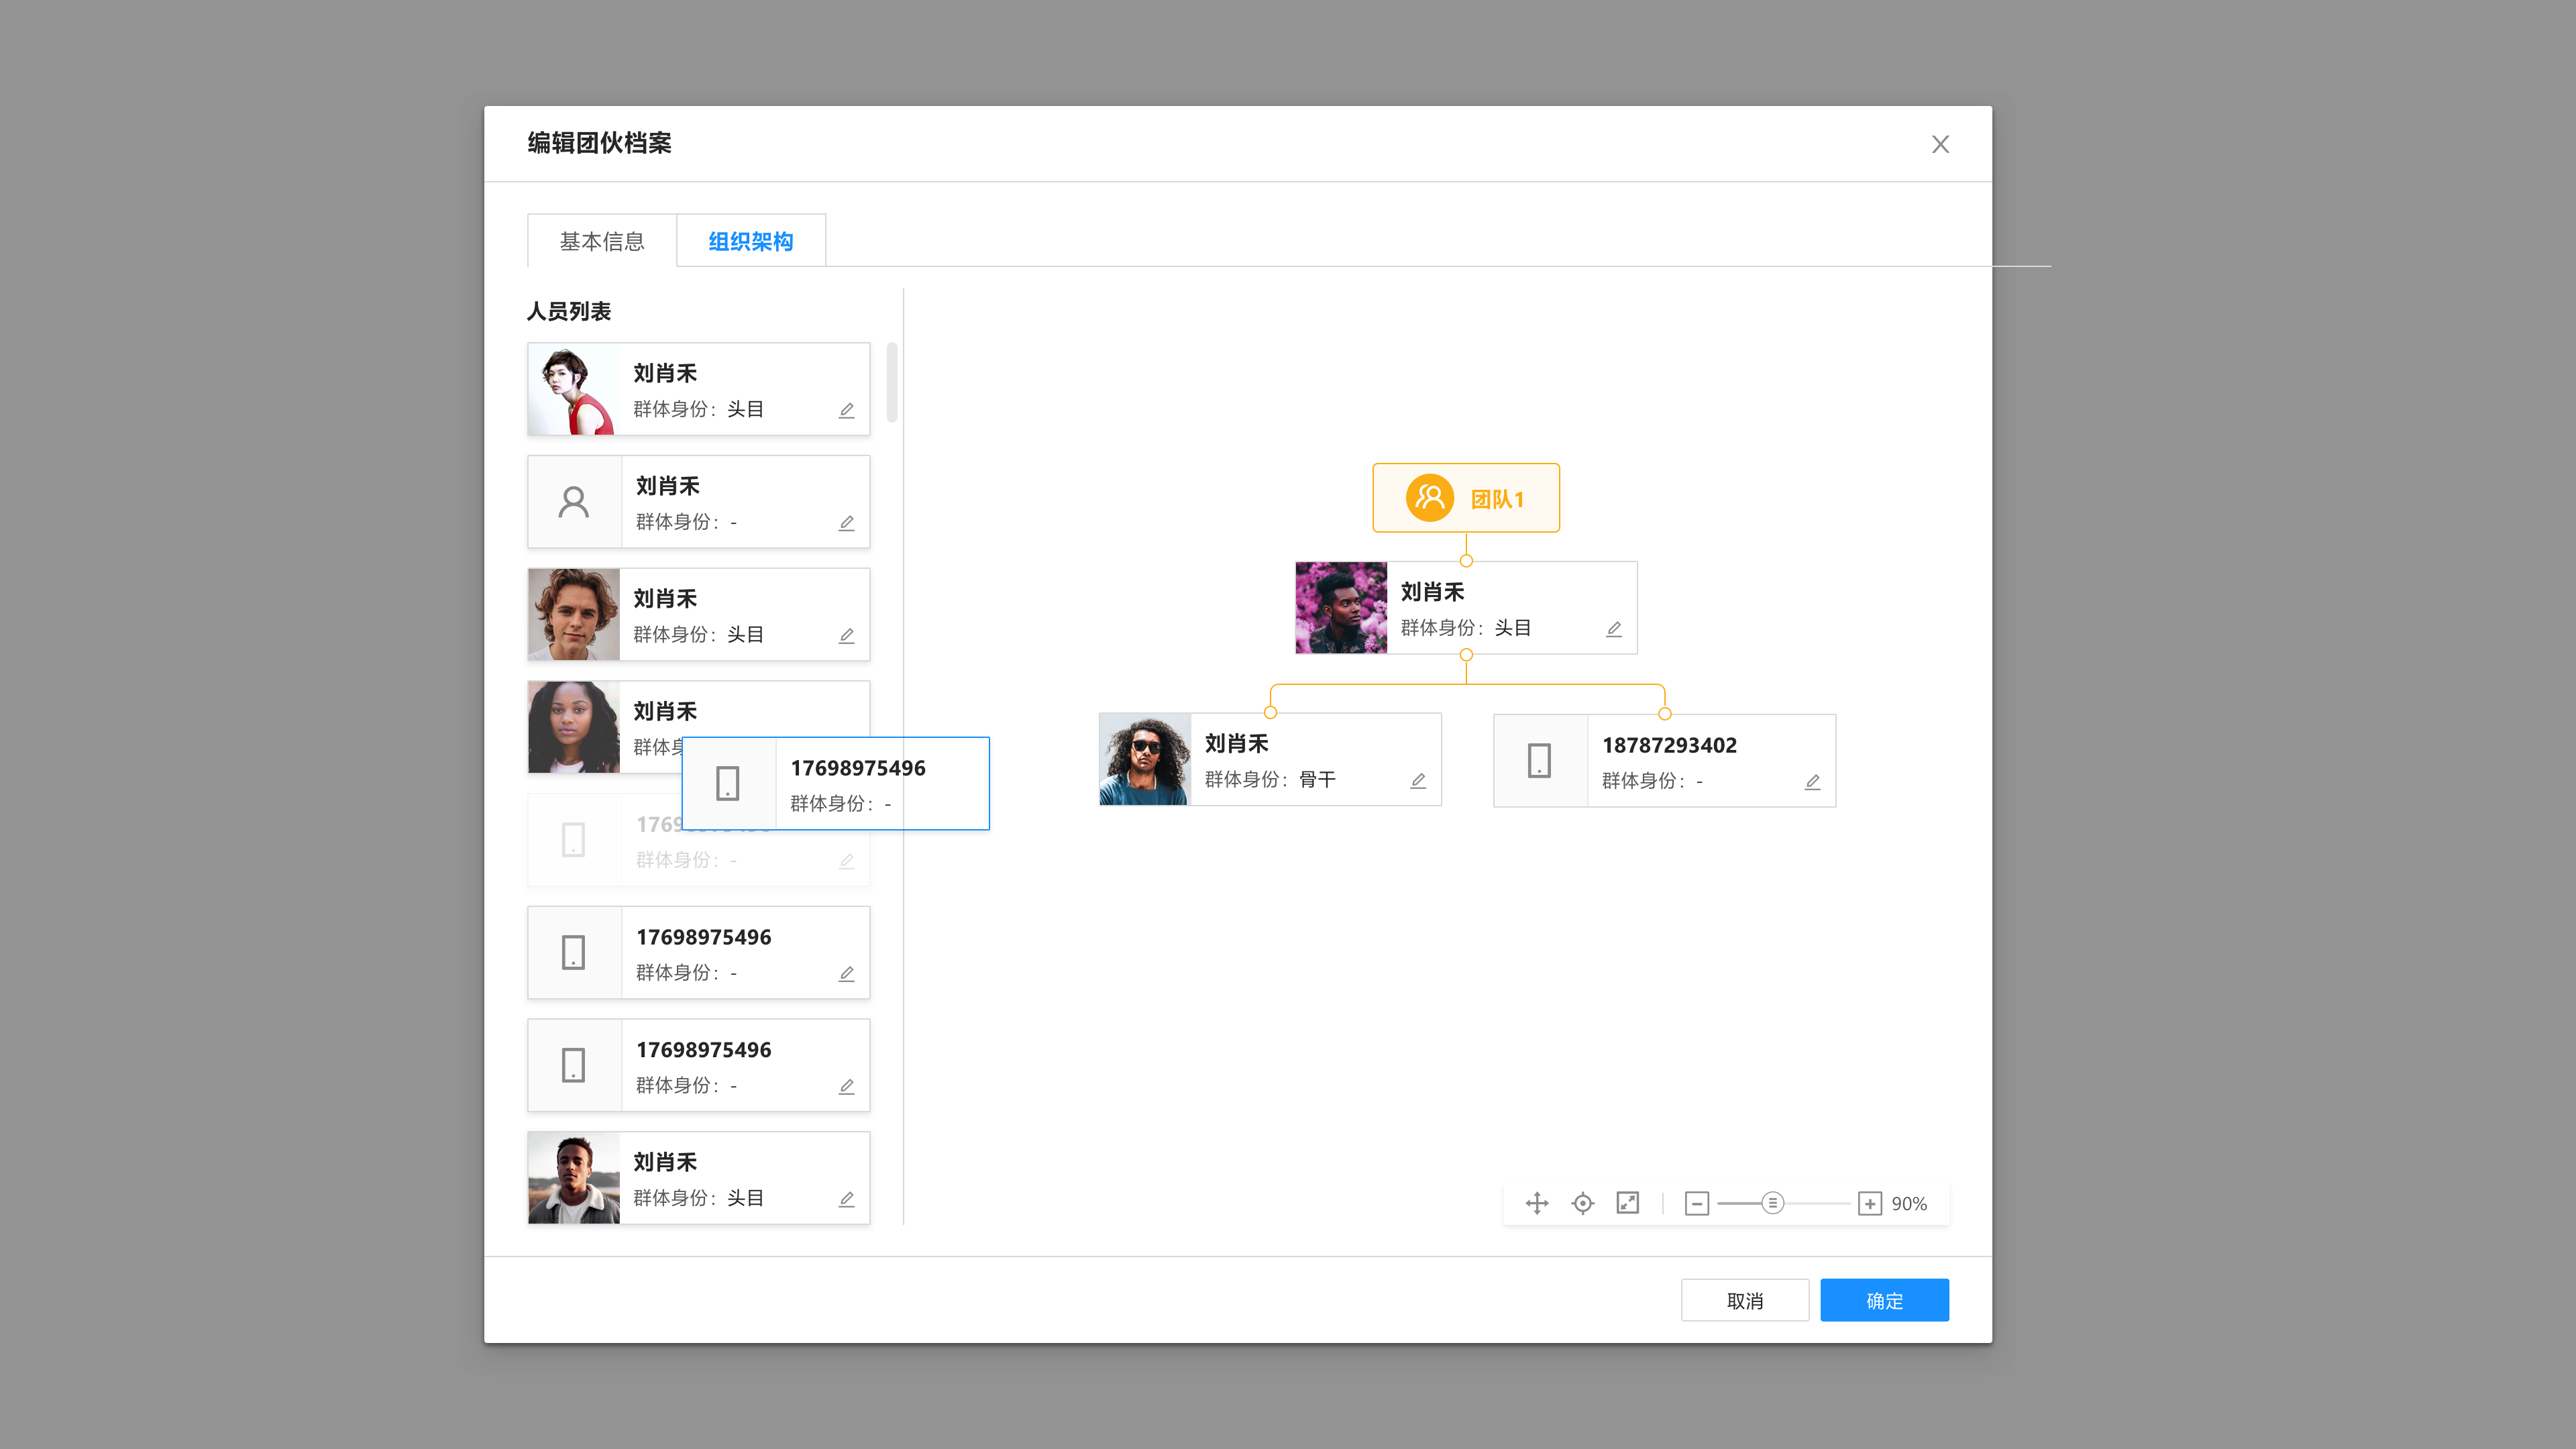 编辑团伙档案
基本信息
组织架构
人员列表
刘肖禾
群体身份：头目
刘肖禾
群体身份：-
刘肖禾
群体身份：头目
刘肖禾
群体
17698975496
群体身份：-
1769
群体身份：-
17698975496
群体身份：-
17698975496
群体身份：-
刘肖禾
群体身份：头目
团队1
刘肖禾
群体身份：头目
刘肖禾
群体身份：骨干
18787293402
群体身份：-
90%
取消
确定